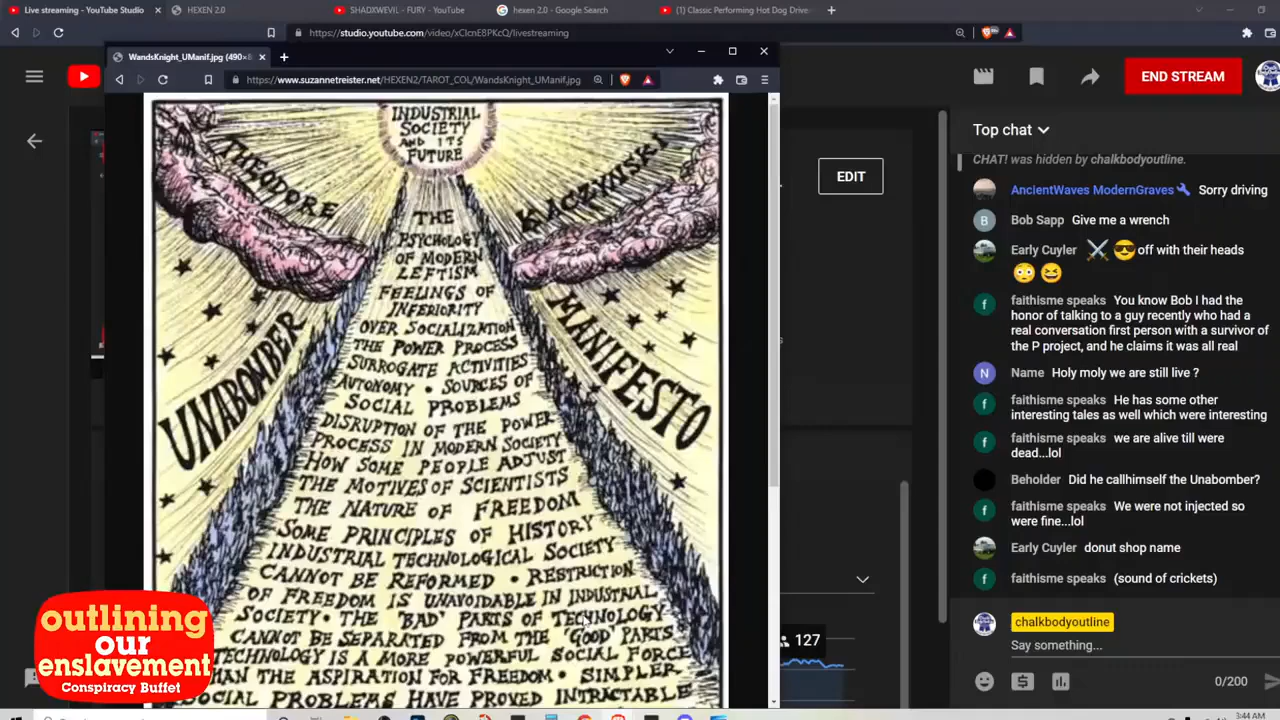 Live streaming - YouTube Studio
HEXEN 2.0
SHADXWEVIL - FURY - YouTube
hexen 2.0 - Google Search
(1) Classic Performing Hot Dog Drive
https://studio.youtube.com/video/xCIcnE8PKcQ/livestreaming
WandsKnight_UManif.jpg (490×
https://www.suzannetreister.net/HEXEN2/TAROT_COL/WandsKnight_UManif.jpg
END STREAM
EDIT
INDUSTRIAL
SOCIETY
AND ITS
FUTURE
THEODORE
KACZYNSKI
UNABOMBER
MANIFESTO
THE
PSYCHOLOGY
OF MODERN
LEFTISM
FEELINGS OF
INFERIORITY
OVER SOCIALIZATION
THE POWER PROCESS
SURROGATE ACTIVITIES
AUTONOMY • SOURCES OF
SOCIAL PROBLEMS
DISRUPTION OF THE POWER
PROCESS IN MODERN SOCIETY
HOW SOME PEOPLE ADJUST
THE MOTIVES OF SCIENTISTS
THE NATURE OF FREEDOM
SOME PRINCIPLES OF HISTORY
INDUSTRIAL TECHNOLOGICAL SOCIETY
CANNOT BE REFORMED • RESTRICTION
OF FREEDOM IS UNAVOIDABLE IN INDUSTRIAL
SOCIETY • THE 'BAD' PARTS OF TECHNOLOGY
CANNOT BE SEPARATED FROM THE 'GOOD' PARTS
TECHNOLOGY IS A MORE POWERFUL SOCIAL FORCE
THAN THE ASPIRATION FOR FREEDOM • SIMPLER
SOCIAL PROBLEMS HAVE PROVED INTRACTABLE
outlining
our
enslavement
Conspiracy Buffet
127
Top chat
CHAT! was hidden by chalkbodyoutline.
AncientWaves ModernGraves Sorry driving
Bob Sapp Give me a wrench
Early Cuyler off with their heads
faithisme speaks You know Bob I had the
honor of talking to a guy recently who had a
real conversation first person with a survivor of
the P project, and he claims it was all real
Name Holy moly we are still live ?
faithisme speaks He has some other
interesting tales as well which were interesting
faithisme speaks we are alive till were
dead...lol
Beholder Did he callhimself the Unabomber?
faithisme speaks We were not injected so
were fine...lol
Early Cuyler donut shop name
faithisme speaks (sound of crickets)
chalkbodyoutline
Say something...
0/200
3:44 AM